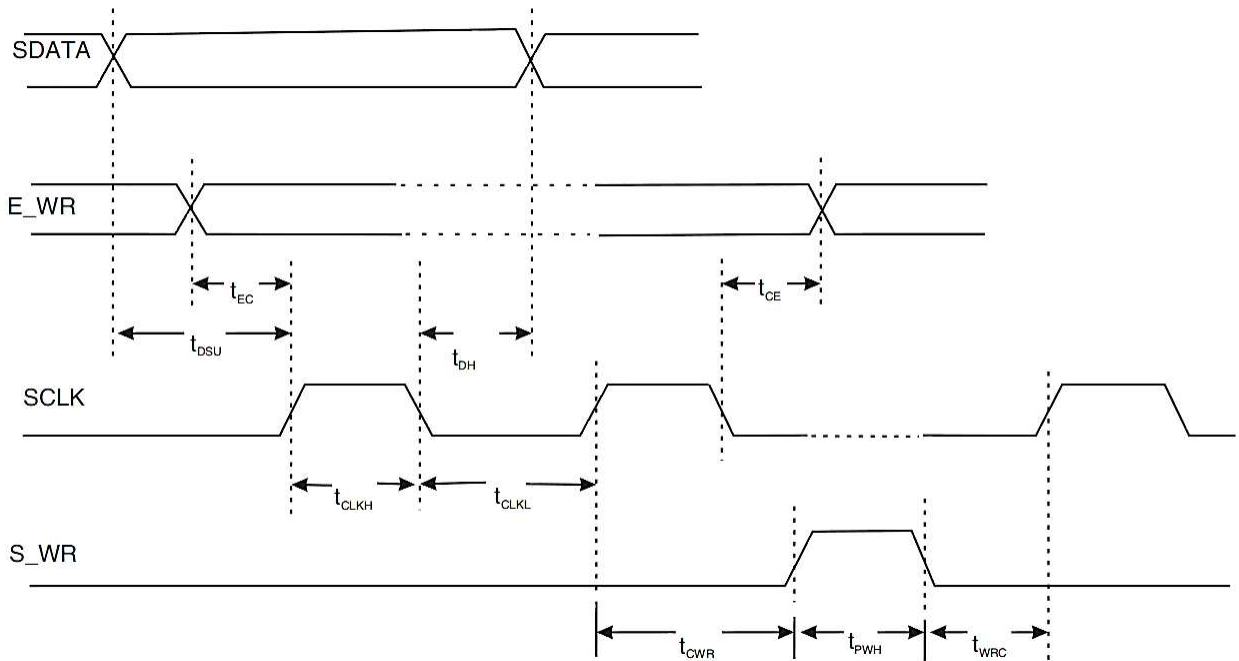 SDATA
E_WR
tEC
tCE
tDSU
tDH
SCLK
tCLKH
tCLKL
S_WR
tCWR
tPWH
tWRC